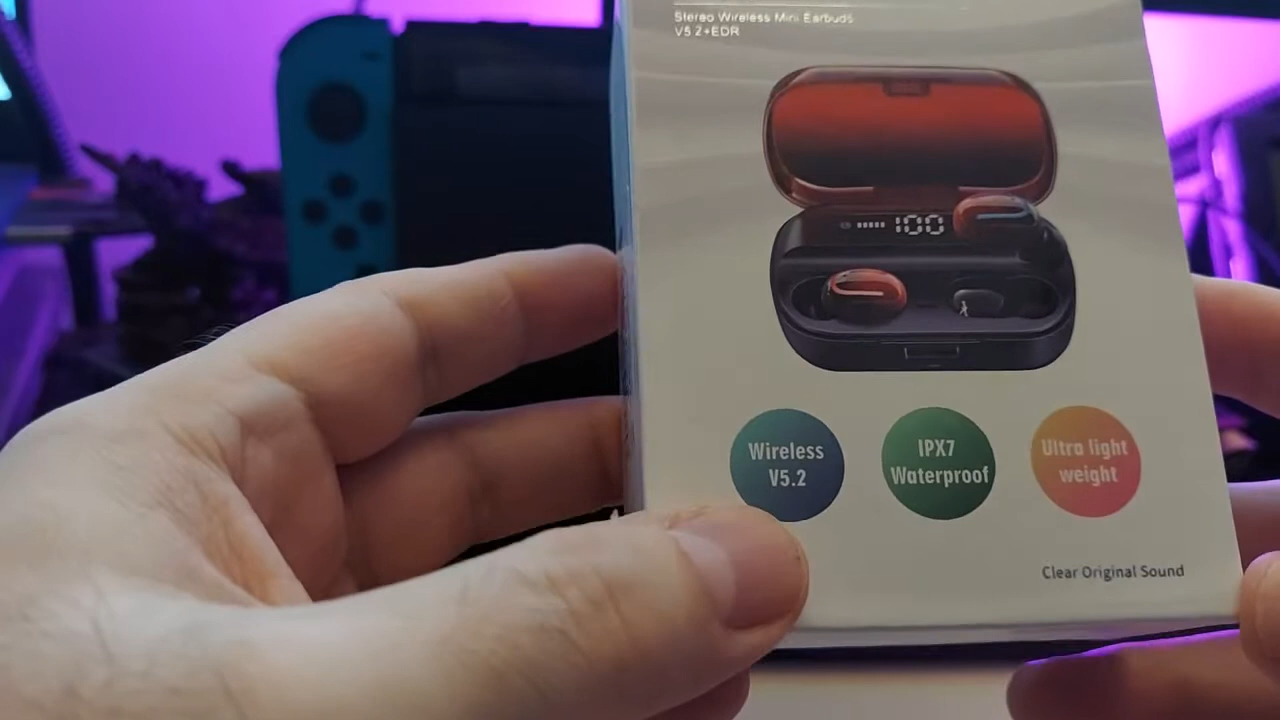 Stereo Wireless Mini Earbuds
V5.2+EDR
100
Wireless
V5.2
IPX7
Waterproof
Ultra light
weight
Clear Original Sound